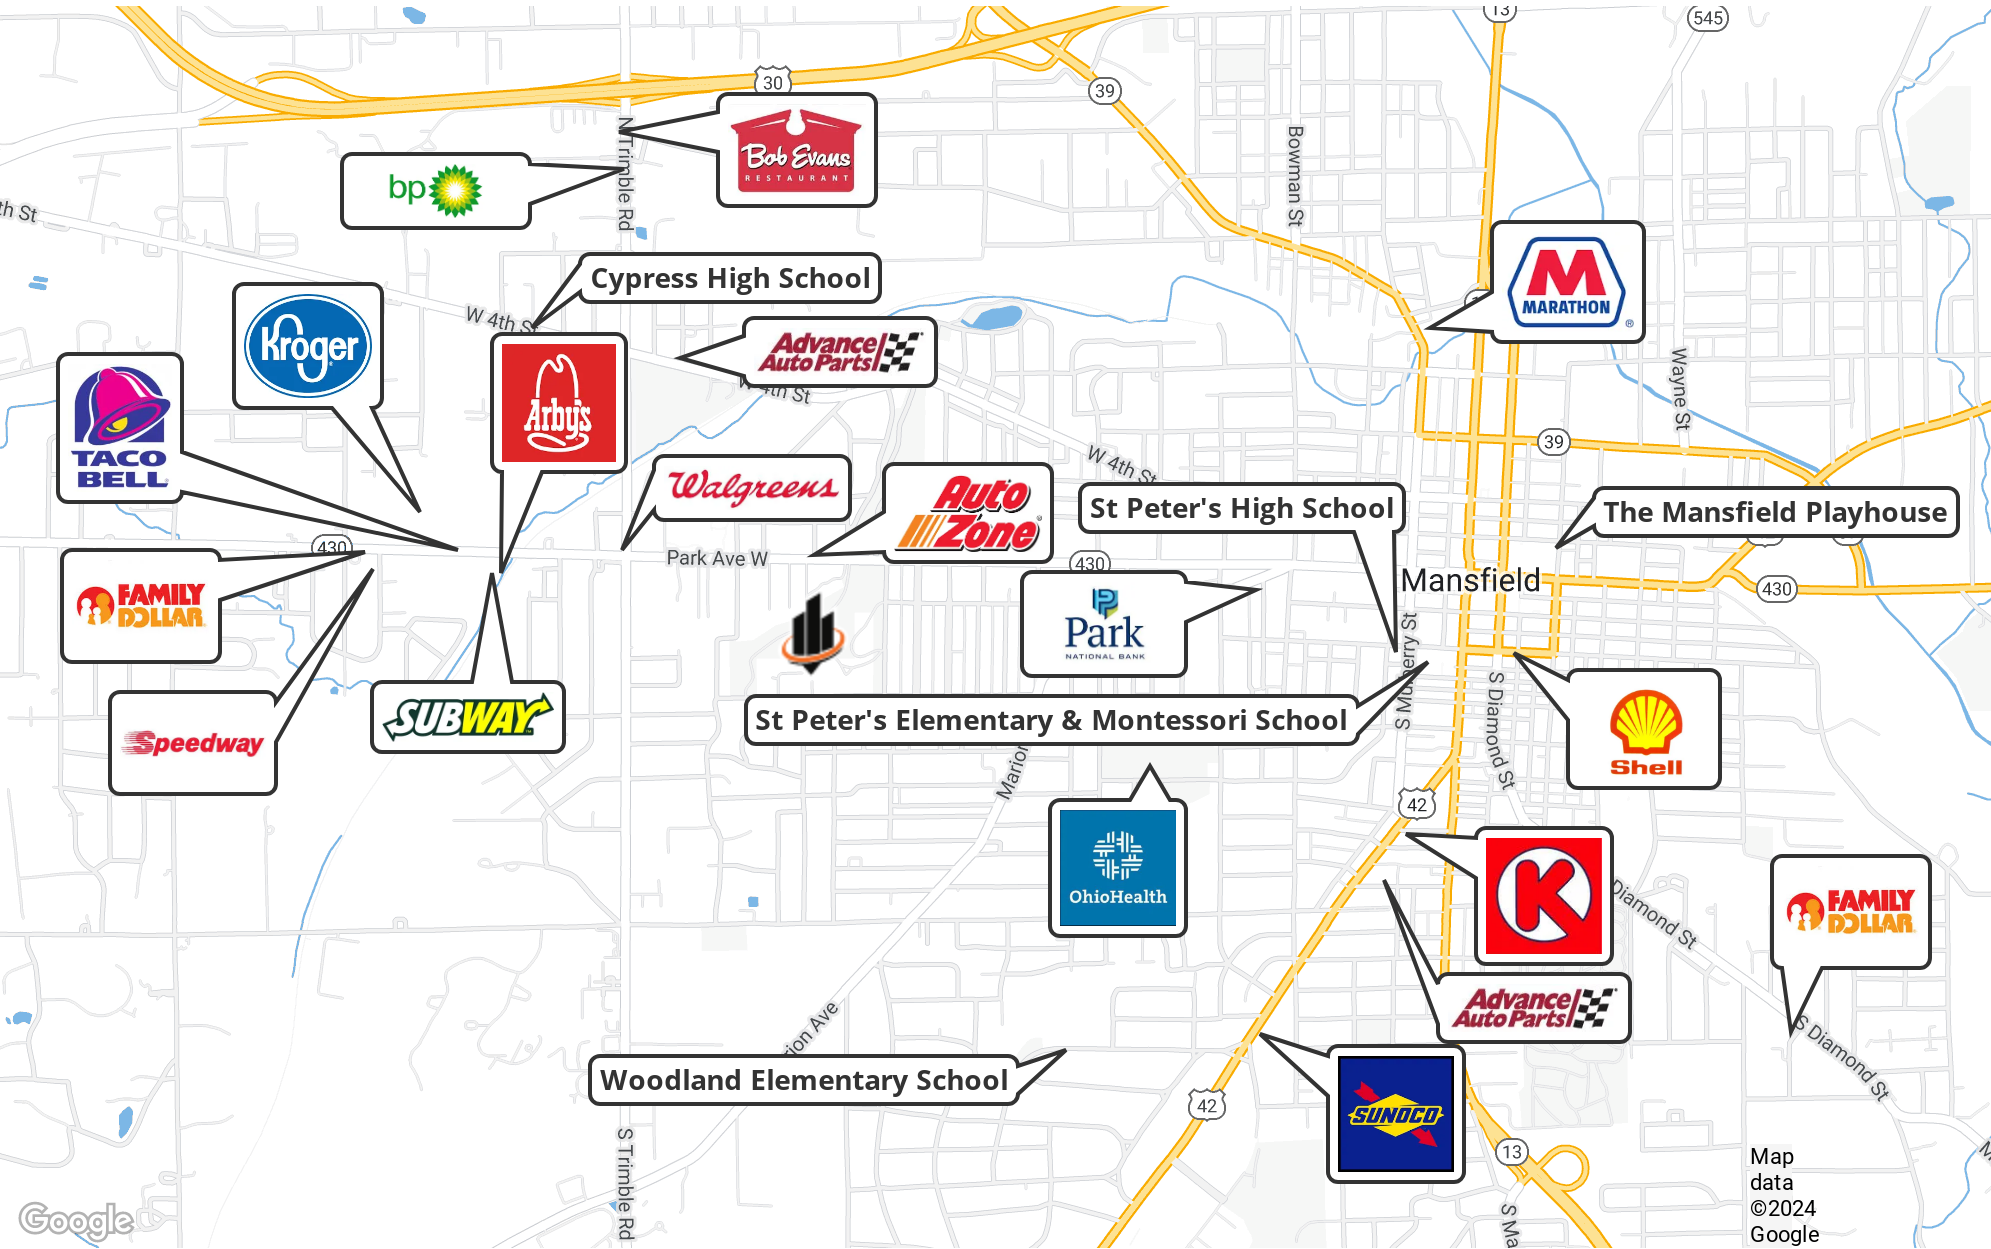 13
545
30
39
N Trimble Rd
Bob Evans
RESTAURANT
bp
Bowman St
th St
Cypress High School
MARATHON
®
Kroger
W 4th St
Advance
Auto Parts
W 4th St
Arby's
TACO
BELL
Wayne St
39
W 4th St
Walgreens
Auto
Zone
St Peter's High School
The Mansfield Playhouse
430
Park Ave W
430
Mansfield
430
FAMILY
DOLLAR
Park
NATIONAL BANK
S Mulberry St
S Diamond St
St Peter's Elementary & Montessori School
SUBWAY
Speedway
Shell
Marion
42
OhioHealth
K
Diamond St
FAMILY
DOLLAR
Advance
Auto Parts
rion Ave
S Diamond St
Woodland Elementary School
42
SUNOCO
13
S Trimble Rd
S Ma
Map
data
©2024
Google
Google